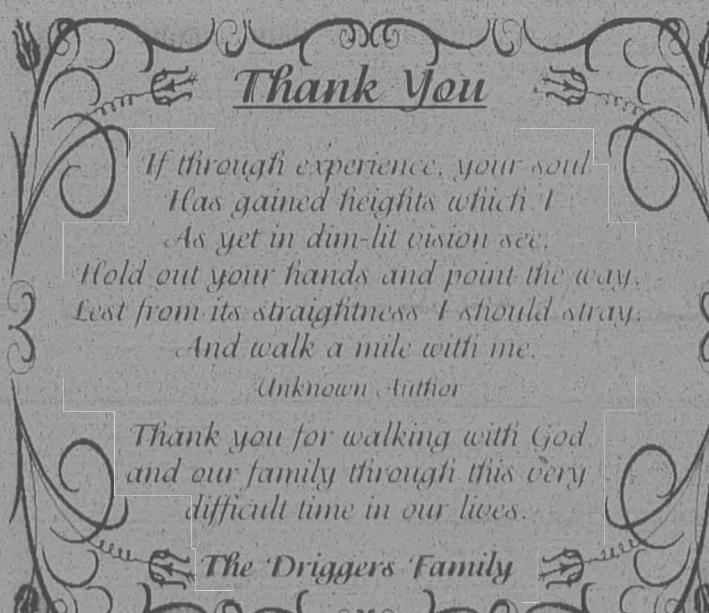 Thank You
If through experience, your soul
Has gained heights which I
As yet in dim-lit vision see,
Hold out your hands and point the way,
Lest from its straightness I should stray,
And walk a mile with me.
Unknown Author
Thank you for walking with God
and our family through this very
difficult time in our lives.
The Driggers Family